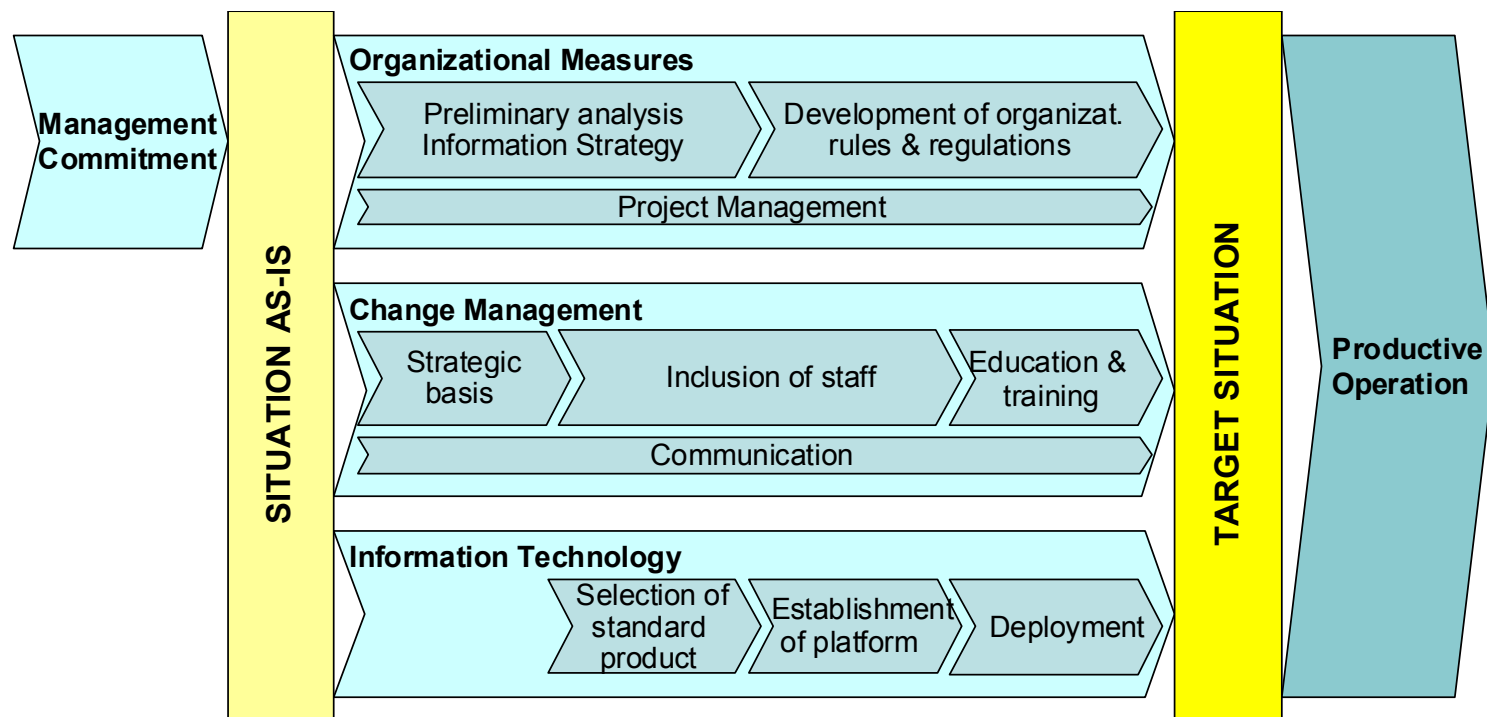 Management
Commitment
SITUATION AS-IS
Organizational Measures
Preliminary analysis
Information Strategy
Development of organizat.
rules & regulations
Project Management
Change Management
Strategic
basis
Inclusion of staff
Education &
training
Communication
Information Technology
Selection of
standard
product
Establishment
of platform
Deployment
TARGET SITUATION
Productive
Operation